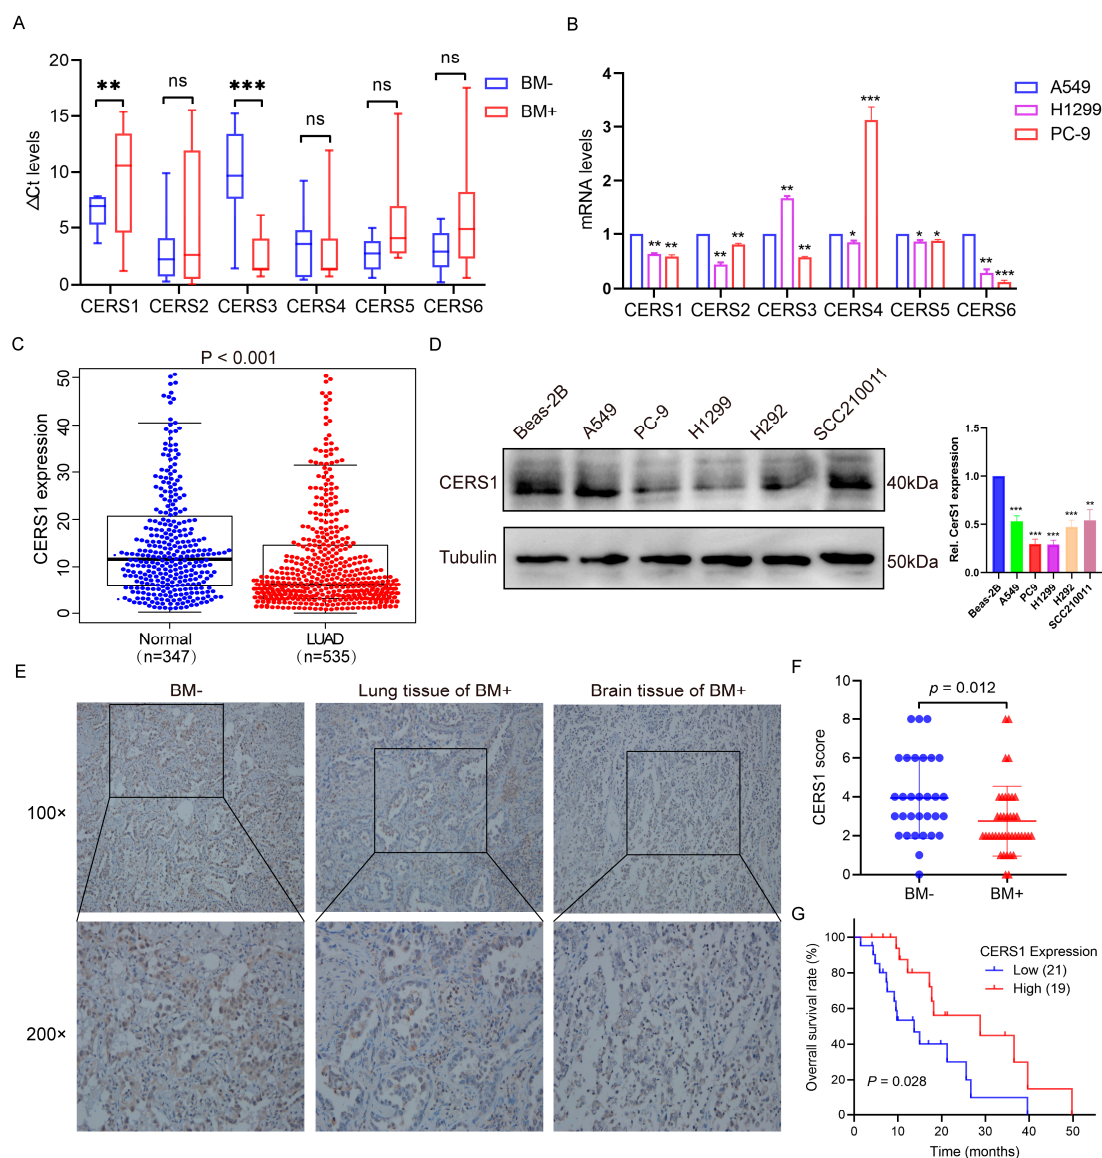 A
20
15
10
5
0
ΔCt levels
** ns *** ns ns ns
BM-
BM+
CERS1 CERS2 CERS3 CERS4 CERS5 CERS6
B
4
3
2
1
0
mRNA levels
A549
H1299
PC-9
** ** ** ** ** ** * *** * * ** ***
CERS1 CERS2 CERS3 CERS4 CERS5 CERS6
C
P < 0.001
50
40
30
20
10
0
CERS1 expression
Normal LUAD
(n=347) (n=535)
D
Beas-2B A549 PC-9 H1299 H292 SCC210011
CERS1 40kDa
Tubulin 50kDa
1.5
1.0
0.5
0.0
Rel. CerS1 expression
*** *** *** *** **
Beas-2B A549 PC9 H1299 H292 SCC210011
E
BM- Lung tissue of BM+ Brain tissue of BM+
100×
200×
F
p = 0.012
10
8
6
4
2
0
CERS1 score
BM- BM+
G
100
80
60
40
20
0
Overrall survival rate (%)
CERS1 Expression
Low (21)
High (19)
P = 0.028
0 10 20 30 40 50
Time (months)